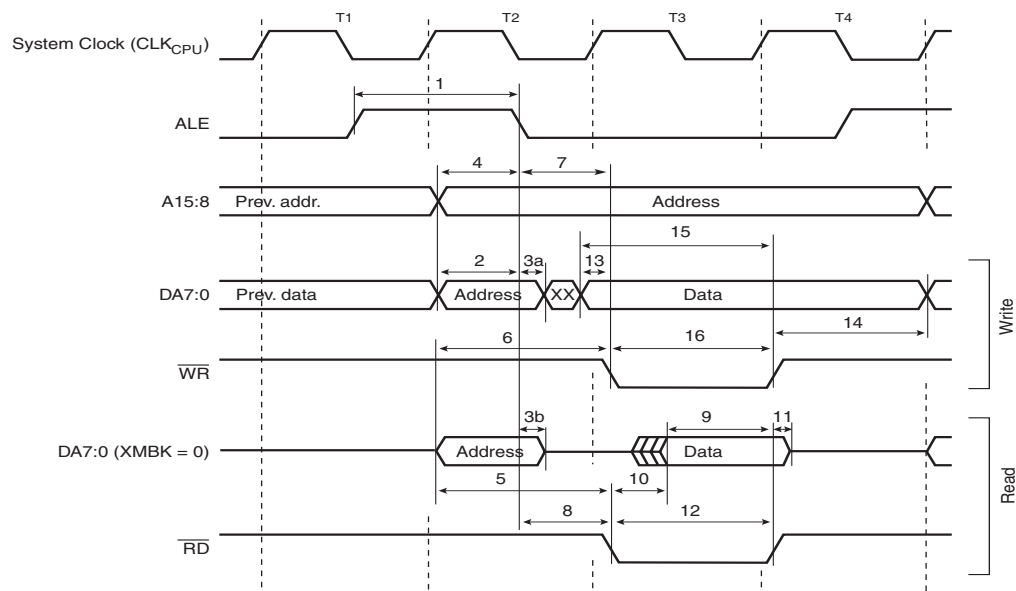 T1 T2 T3 T4
System Clock (CLKCPU)
1
ALE
4 7
A15:8 Prev. addr. Address
15
2 3a 13
DA7:0 Prev. data Address XX Data
14
6 16
WR
Write
3b 9 11
DA7:0 (XMBK = 0) Address Data
5 10
8 12
RD
Read